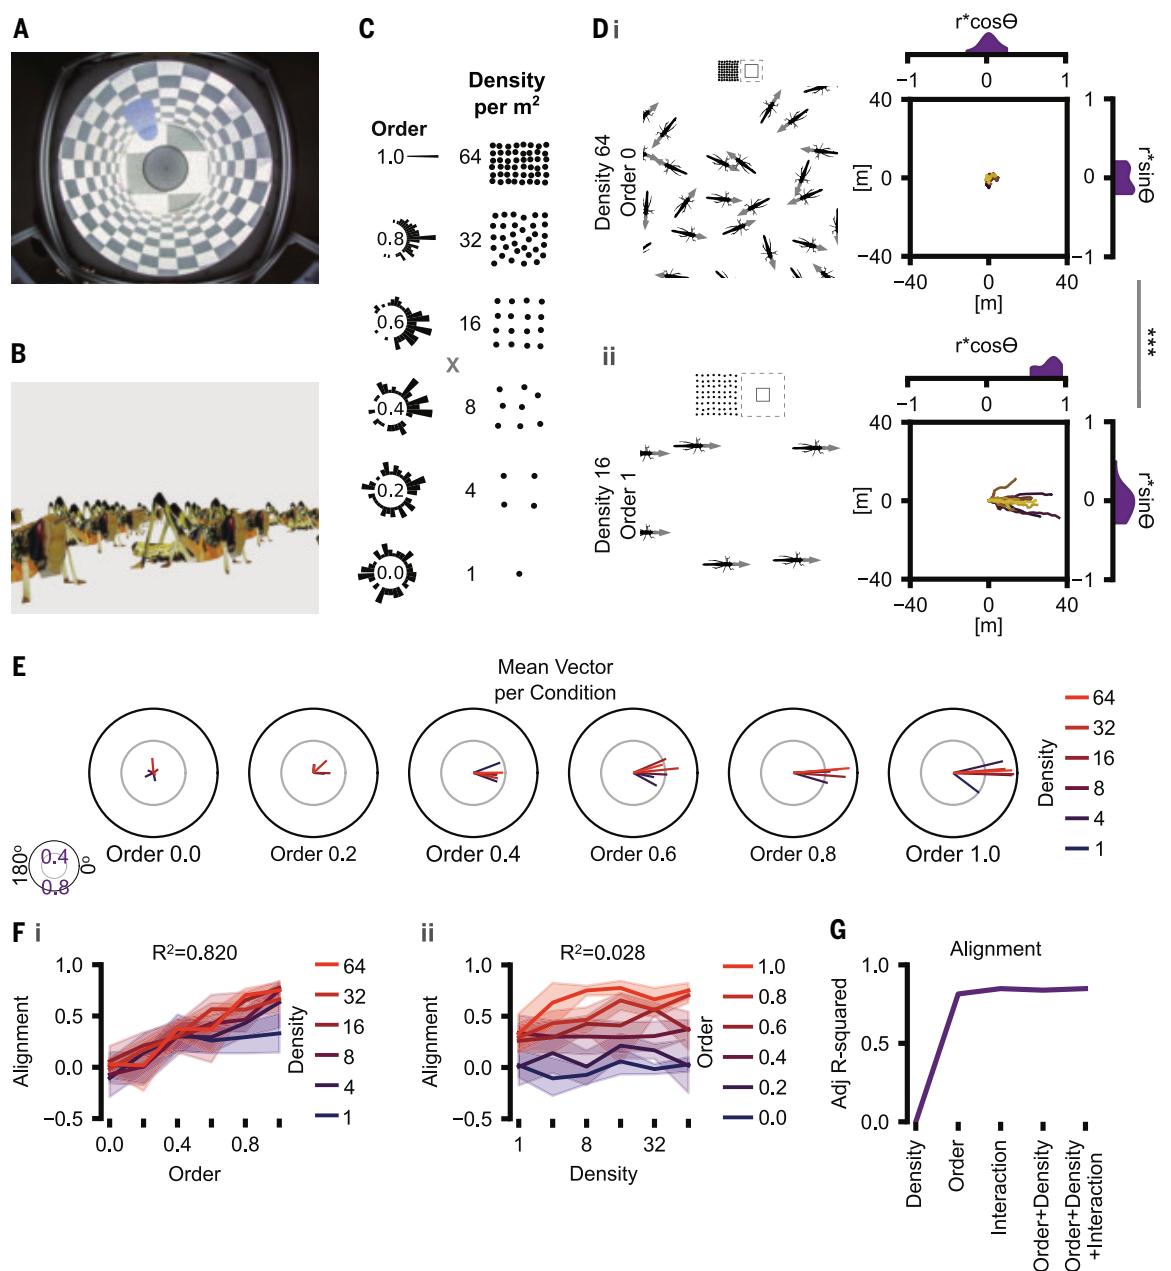 A
B
C
Order
Density
per m²
1.0
64
0.8
32
0.6
16
X
0.4
8
0.2
4
0.0
1
D i
Density 64
Order 0
r*cosΘ
−1 0 1
40
[m]
−40
−40 0 40
[m]
1
0
−1
r*sinΘ
***
ii
Density 16
Order 1
r*cosΘ
−1 0 1
40
[m] 0
−40
−40 0 40
[m]
1
0
−1
r*sinΘ
E
Mean Vector
per Condition
Order 0.0
Order 0.2
Order 0.4
Order 0.6
Order 0.8
Order 1.0
Density
64
32
16
8
4
1
180°
0.4
0.8
0°
F i
R²=0.820
Alignment
1.0
0.5
0.0
−0.5
0.0 0.4 0.8
Order
Density
64
32
16
8
4
1
ii
R²=0.028
Alignment
1.0
0.5
0.0
−0.5
1 8 32
Density
Order
1.0
0.8
0.6
0.4
0.2
0.0
G
Alignment
Adj R-squared
1.0
0.5
0.0
Density
Order
Interaction
Order+Density
Order+Density
+Interaction